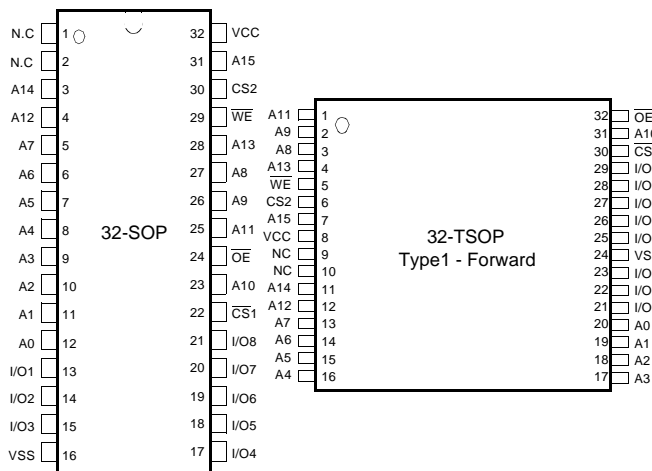 N.C 1 32 VCC
N.C 2 31 A15
A14 3 30 CS2
A12 4 29 W̅E̅
A7 5 28 A13
A6 6 27 A8
A5 7 26 A9
A4 8 32-SOP 25 A11
A3 9 24 O̅E̅
A2 10 23 A10
A1 11 22 C̅S̅1
A0 12 21 I/O8
I/O1 13 20 I/O7
I/O2 14 19 I/O6
I/O3 15 18 I/O5
VSS 16 17 I/O4
A11 1 32 O̅E̅
A9 2 31 A10
A8 3 30 C̅S̅
A13 4 29 I/O
W̅E̅ 5 28 I/O
CS2 6 27 I/O
A15 7 26 I/O
VCC 8 32-TSOP 25 I/O
NC 9 Type1 - Forward 24 VS
NC 10 23 I/O
A14 11 22 I/O
A12 12 21 I/O
A7 13 20 A0
A6 14 19 A1
A5 15 18 A2
A4 16 17 A3